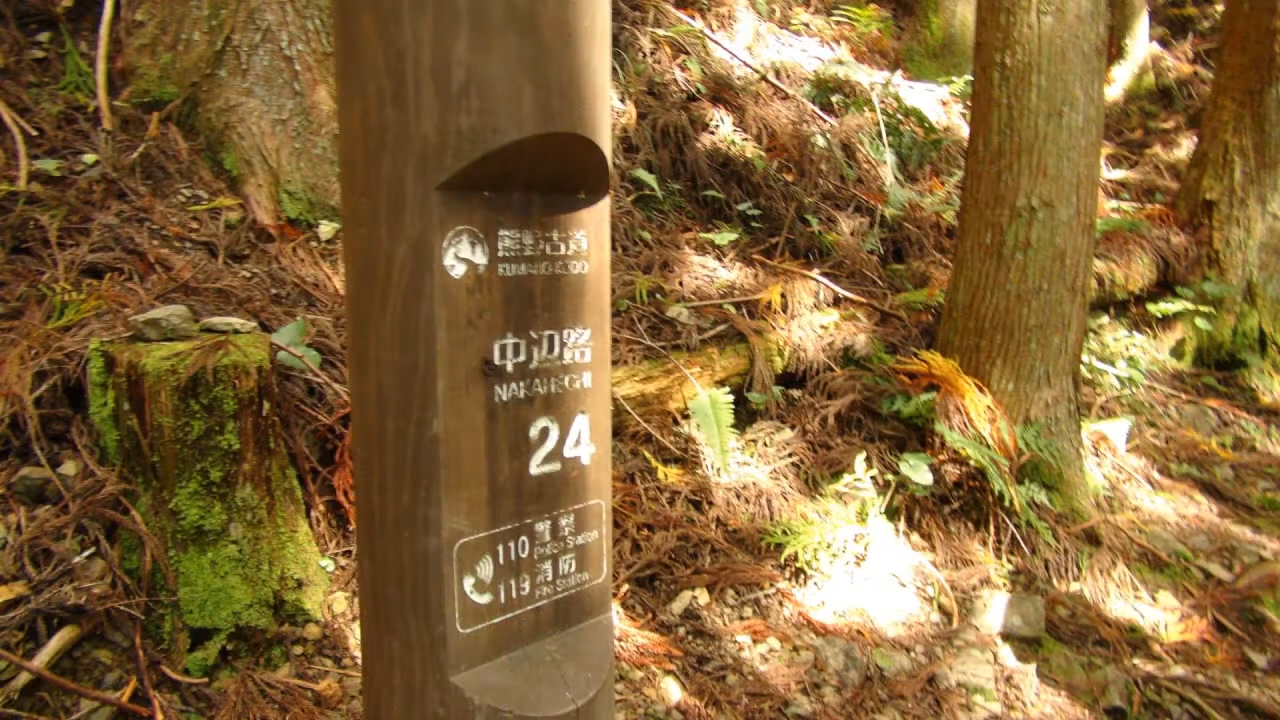 熊野古道
KUMANO KODO
中辺路
NAKAHECHI
24
110 警察
Police Station
119 消防
Fire Station